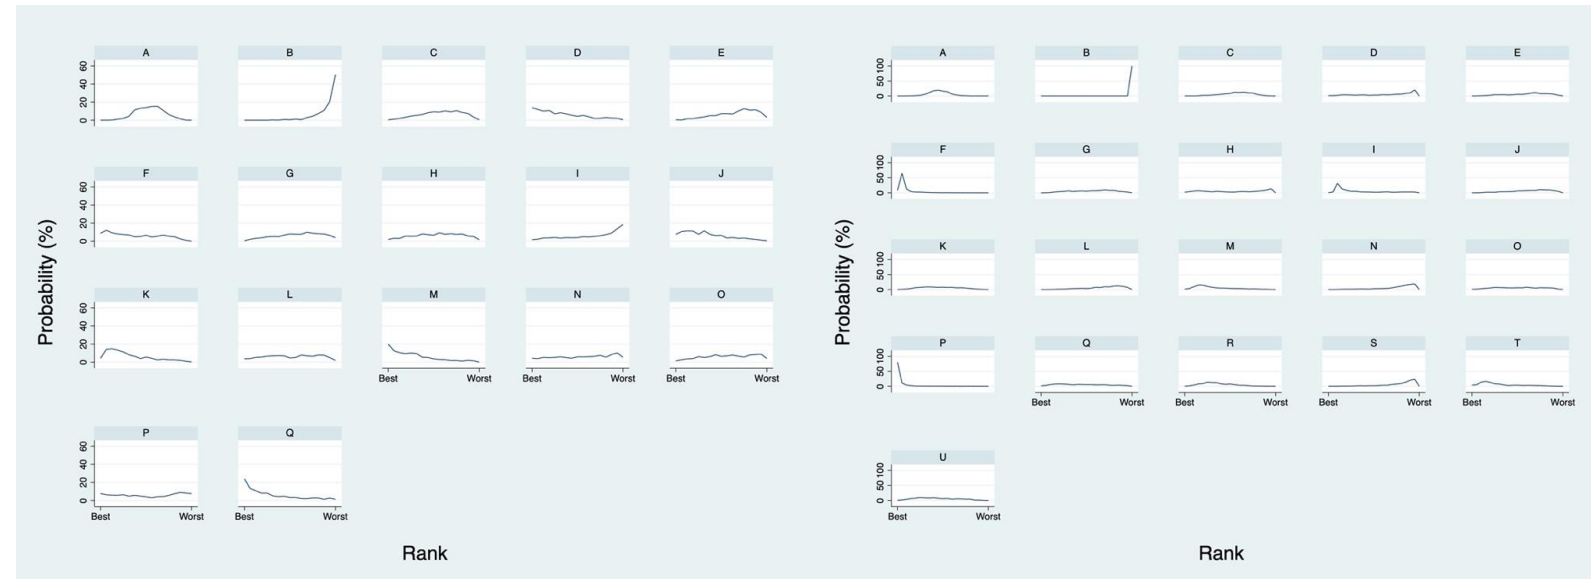 A B C D E
60
40
20
0
F G H I J
60
40
20
0
K L M N O
60
40
20
0
Best Worst Best Worst Best Worst
P Q
60
40
20
0
Best Worst Best Worst
Probability (%)
Rank
A B C D E
100
50
0
F G H I J
100
50
0
K L M N O
100
50
0
P Q R S T
100
50
0
Best Worst Best Worst Best Worst Best Worst
U
100
50
0
Best Worst
Probability (%)
Rank